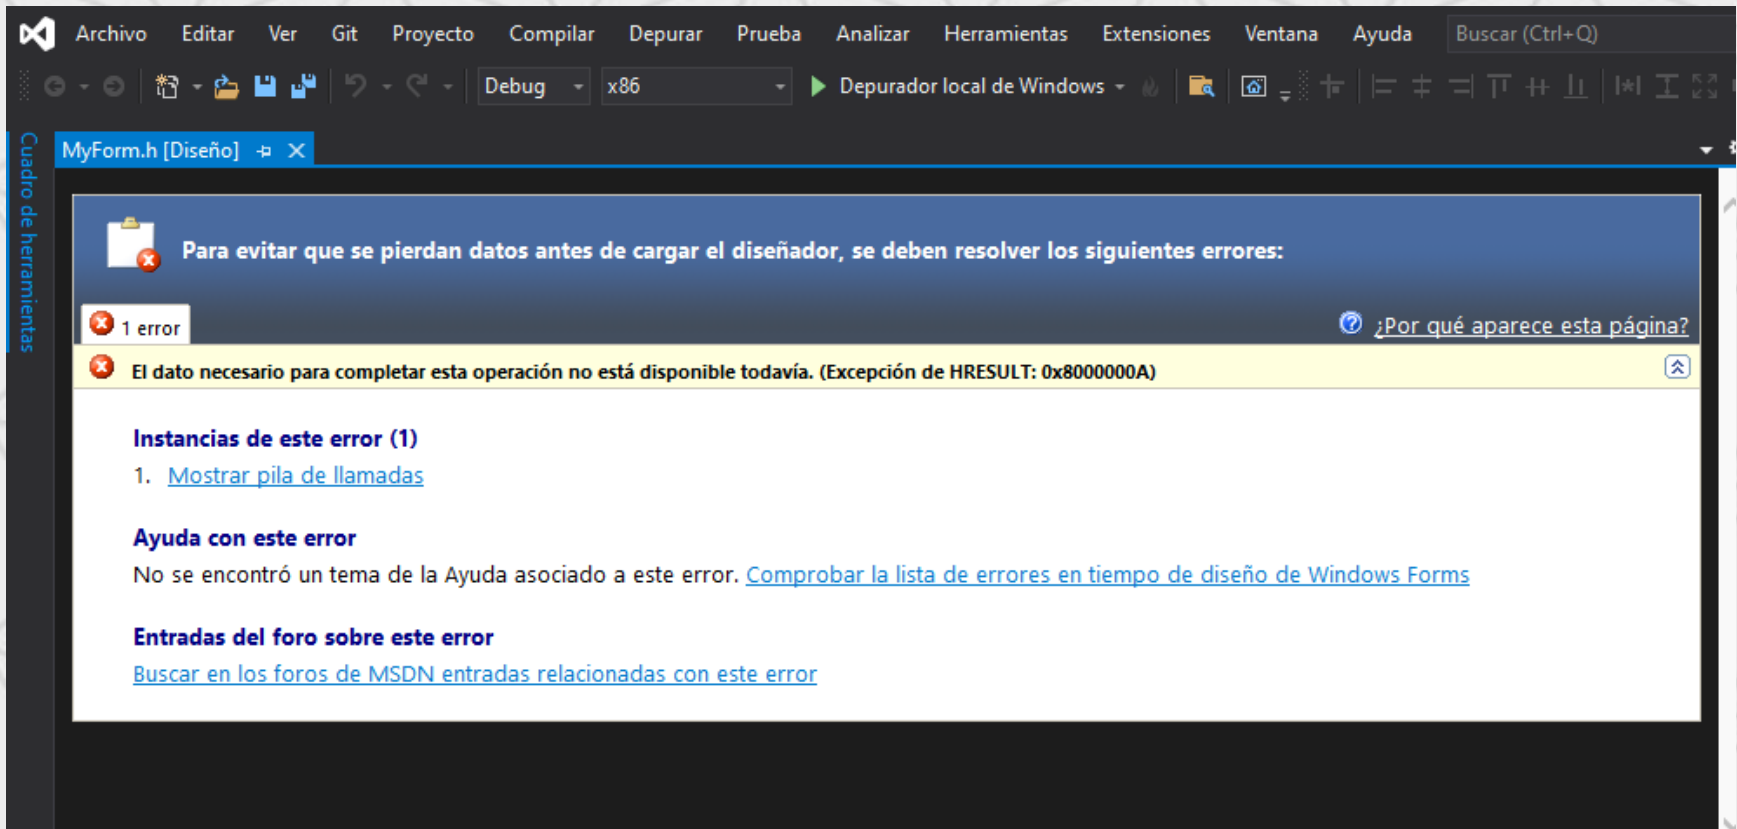 Archivo Editar Ver Git Proyecto Compilar Depurar Prueba Analizar Herramientas Extensiones Ventana Ayuda Buscar (Ctrl+Q)
Debug x86 Depurador local de Windows
Cuadro de herramientas
MyForm.h [Diseño]
Para evitar que se pierdan datos antes de cargar el diseñador, se deben resolver los siguientes errores:
1 error
¿Por qué aparece esta página?
El dato necesario para completar esta operación no está disponible todavía. (Excepción de HRESULT: 0x8000000A)
Instancias de este error (1)
1. Mostrar pila de llamadas
Ayuda con este error
No se encontró un tema de la Ayuda asociado a este error. Comprobar la lista de errores en tiempo de diseño de Windows Forms
Entradas del foro sobre este error
Buscar en los foros de MSDN entradas relacionadas con este error